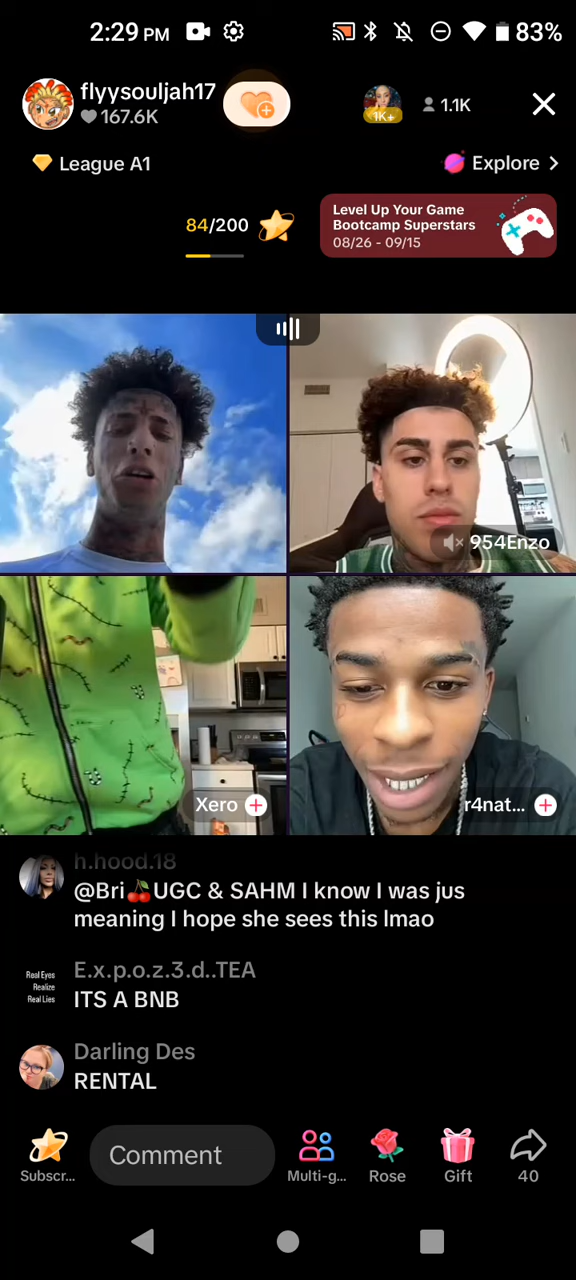 2:29 PM
83%
flyysouljah17
167.6K
1K+
1.1K
League A1
Explore >
84/200
Level Up Your Game
Bootcamp Superstars
08/26 - 09/15
954Enzo
Xero
r4nat...
h.hood.18
@Bri🍒UGC & SAHM I know I was jus
meaning I hope she sees this lmao
Real Eyes
Realize
Real Lies
E.x.p.o.z.3.d..TEA
ITS A BNB
Darling Des
RENTAL
Comment
Subscr...
Multi-g...
Rose
Gift
40